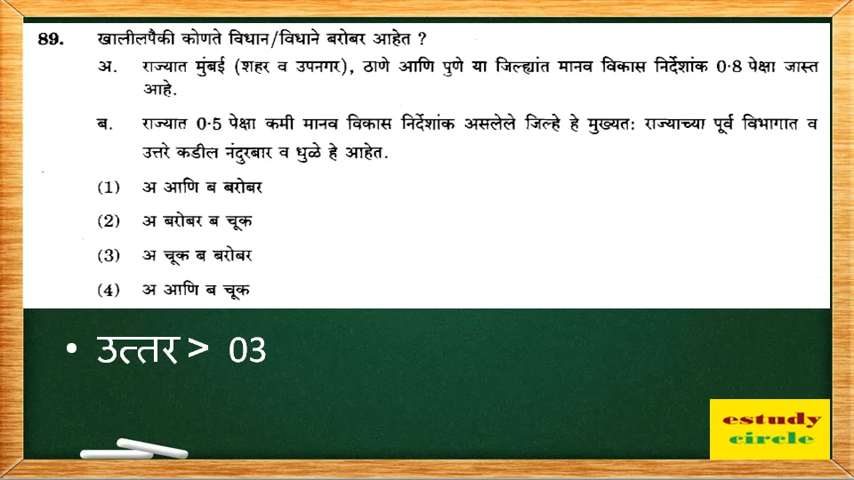 89. खालीलपैकी कोणते विधान/विधाने बरोबर आहेत ?
अ. राज्यात मुंबई (शहर व उपनगर), ठाणे आणि पुणे या जिल्ह्यांत मानव विकास निर्देशांक 0·8 पेक्षा जास्त
आहे.
ब. राज्यात 0·5 पेक्षा कमी मानव विकास निर्देशांक असलेले जिल्हे हे मुख्यत: राज्याच्या पूर्व विभागात व
उत्तरे कडील नंदुरबार व धुळे हे आहेत.
(1) अ आणि ब बरोबर
(2) अ बरोबर ब चूक
(3) अ चूक ब बरोबर
(4) अ आणि ब चूक
• उत्तर > 03
estudy
circle